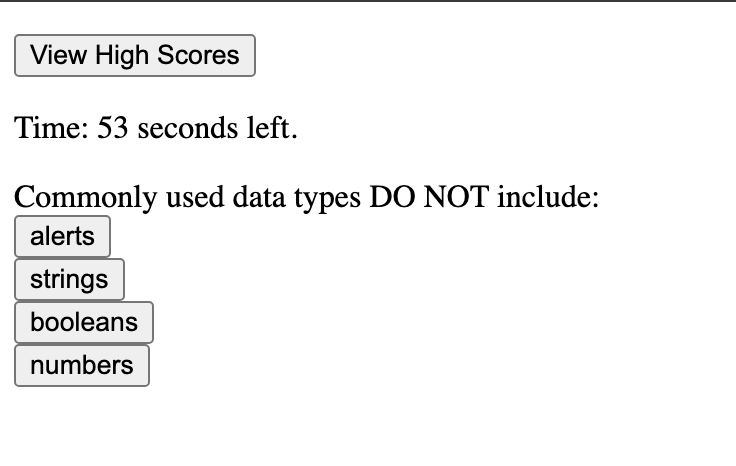 View High Scores
Time: 53 seconds left.
Commonly used data types DO NOT include:
alerts
strings
booleans
numbers